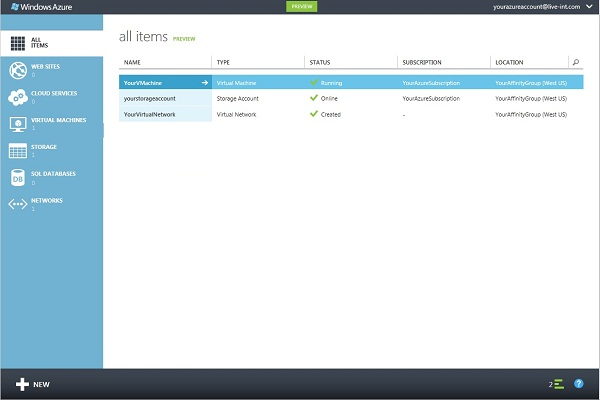 Windows Azure
PREVIEW
yourazureaccount@live-int.com
ALL
ITEMS
WEB SITES
0
CLOUD SERVICES
0
VIRTUAL MACHINES
1
STORAGE
1
SQL DATABASES
0
NETWORKS
1
all items PREVIEW
NAME TYPE STATUS SUBSCRIPTION LOCATION
YourVMachine Virtual Machine Running YourAzureSubscription YourAffinityGroup (West US)
yourstorageaccount Storage Account Online YourAzureSubscription YourAffinityGroup (West US)
YourVirtualNetwork Virtual Network Created - YourAffinityGroup (West US)
DB
NEW
2
?